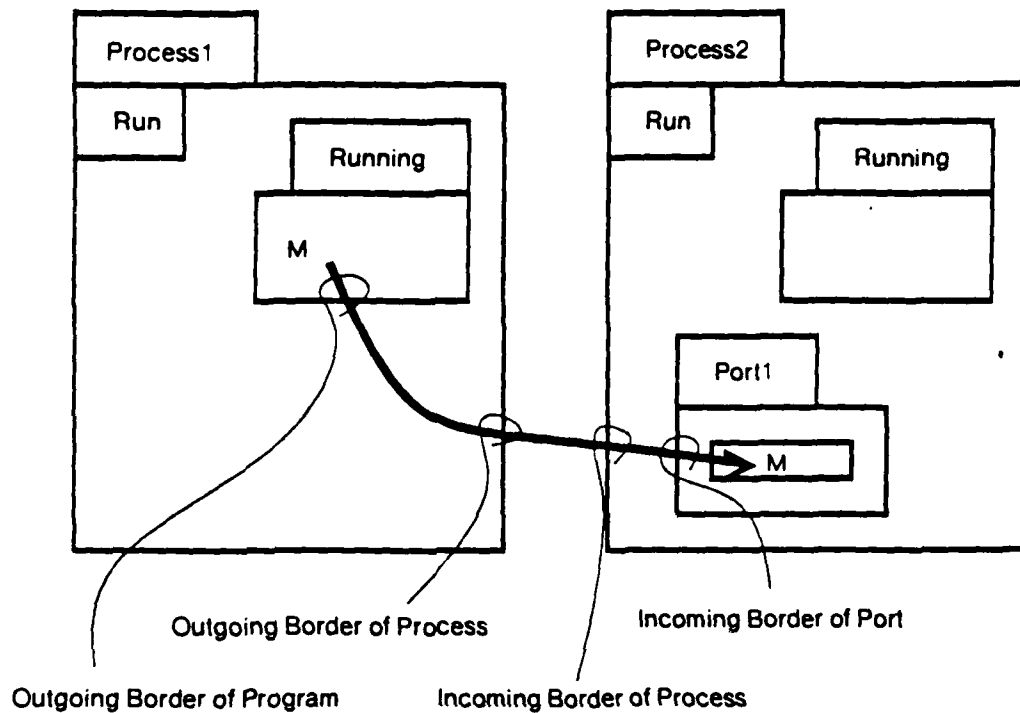 Process1
Process2
Run
Run
Running
Running
M
Port1
M
Outgoing Border of Process
Incoming Border of Port
Outgoing Border of Program
Incoming Border of Process